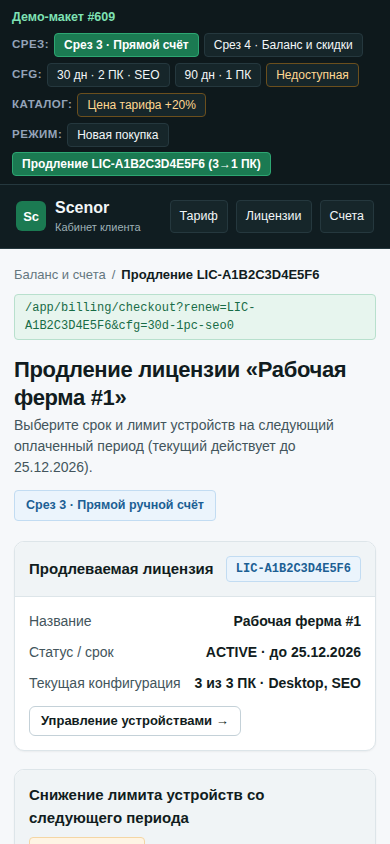 Демо-макет #609
СРЕЗ: Срез 3 · Прямой счёт Срез 4 · Баланс и скидки
CFG: 30 дн · 2 ПК · SEO 90 дн · 1 ПК Недоступная
КАТАЛОГ: Цена тарифа +20%
РЕЖИМ: Новая покупка
Продление LIC-A1B2C3D4E5F6 (3→1 ПК)
Sc Scenor
Кабинет клиента
Тариф Лицензии Счета
Баланс и счета / Продление LIC-A1B2C3D4E5F6
/app/billing/checkout?renew=LIC-
A1B2C3D4E5F6&cfg=30d-1pc-seo0
Продление лицензии «Рабочая
ферма #1»
Выберите срок и лимит устройств на следующий
оплаченный период (текущий действует до
25.12.2026).
Срез 3 · Прямой ручной счёт
Продлеваемая лицензия LIC-A1B2C3D4E5F6
Название Рабочая ферма #1
Статус / срок ACTIVE · до 25.12.2026
Текущая конфигурация 3 из 3 ПК · Desktop, SEO
Управление устройствами →
Снижение лимита устройств со
следующего периода